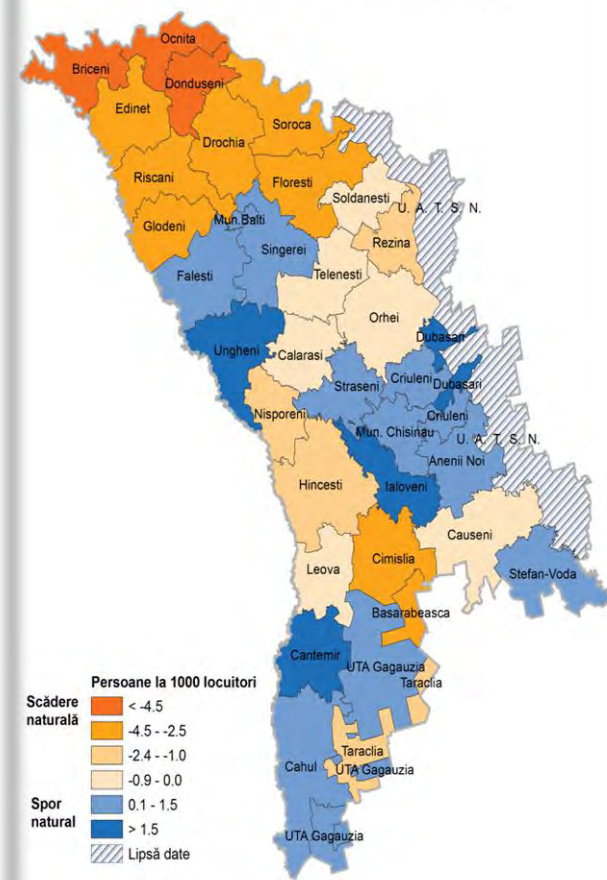 Ocnita
Briceni
Donduseni
Edinet
Soroca
Drochia
Riscani
Floresti
Soldanesti
U. A. T. S. N.
Glodeni
Mun.Balti
Rezina
Singerei
Falesti
Telenesti
Orhei
Dubasari
Ungheni
Calarasi
Straseni
Criuleni
Dubasari
Nisporeni
Criuleni
Mun. Chisinau
U. A. T. S. N.
Anenii Noi
Hincesti
Ialoveni
Causeni
Cimislia
Leova
Stefan-Voda
Basarabeasca
Cantemir
UTA Gagauzia
Taraclia
Taraclia
Cahul
UTA Gagauzia
UTA Gagauzia
Persoane la 1000 locuitori
Scădere
naturală
< -4.5
-4.5 - -2.5
-2.4 - -1.0
-0.9 - 0.0
Spor
natural
0.1 - 1.5
> 1.5
Lipsă date